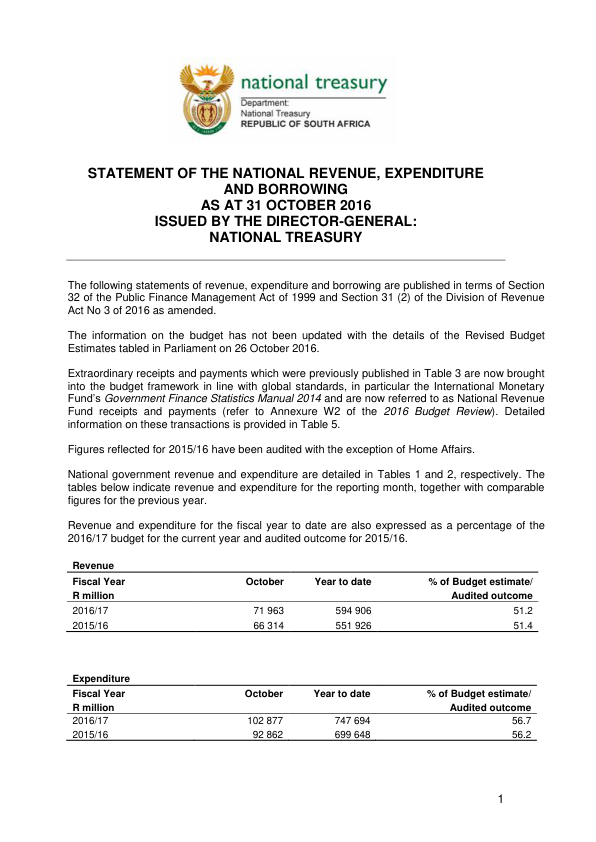 national treasury
Department:
National Treasury
REPUBLIC OF SOUTH AFRICA
STATEMENT OF THE NATIONAL REVENUE, EXPENDITURE
AND BORROWING
AS AT 31 OCTOBER 2016
ISSUED BY THE DIRECTOR-GENERAL:
NATIONAL TREASURY
The following statements of revenue, expenditure and borrowing are published in terms of Section
32 of the Public Finance Management Act of 1999 and Section 31 (2) of the Division of Revenue
Act No 3 of 2016 as amended.
The information on the budget has not been updated with the details of the Revised Budget
Estimates tabled in Parliament on 26 October 2016.
Extraordinary receipts and payments which were previously published in Table 3 are now brought
into the budget framework in line with global standards, in particular the International Monetary
Fund's Government Finance Statistics Manual 2014 and are now referred to as National Revenue
Fund receipts and payments (refer to Annexure W2 of the 2016 Budget Review). Detailed
information on these transactions is provided in Table 5.
Figures reflected for 2015/16 have been audited with the exception of Home Affairs.
National government revenue and expenditure are detailed in Tables 1 and 2, respectively. The
tables below indicate revenue and expenditure for the reporting month, together with comparable
figures for the previous year.
Revenue and expenditure for the fiscal year to date are also expressed as a percentage of the
2016/17 budget for the current year and audited outcome for 2015/16.
Revenue
Fiscal Year October Year to date % of Budget estimate/
R million Audited outcome
2016/17 71 963 594 906 51.2
2015/16 66 314 551 926 51.4
Expenditure
Fiscal Year October Year to date % of Budget estimate/
R million Audited outcome
2016/17 102 877 747 694 56.7
2015/16 92 862 699 648 56.2
1